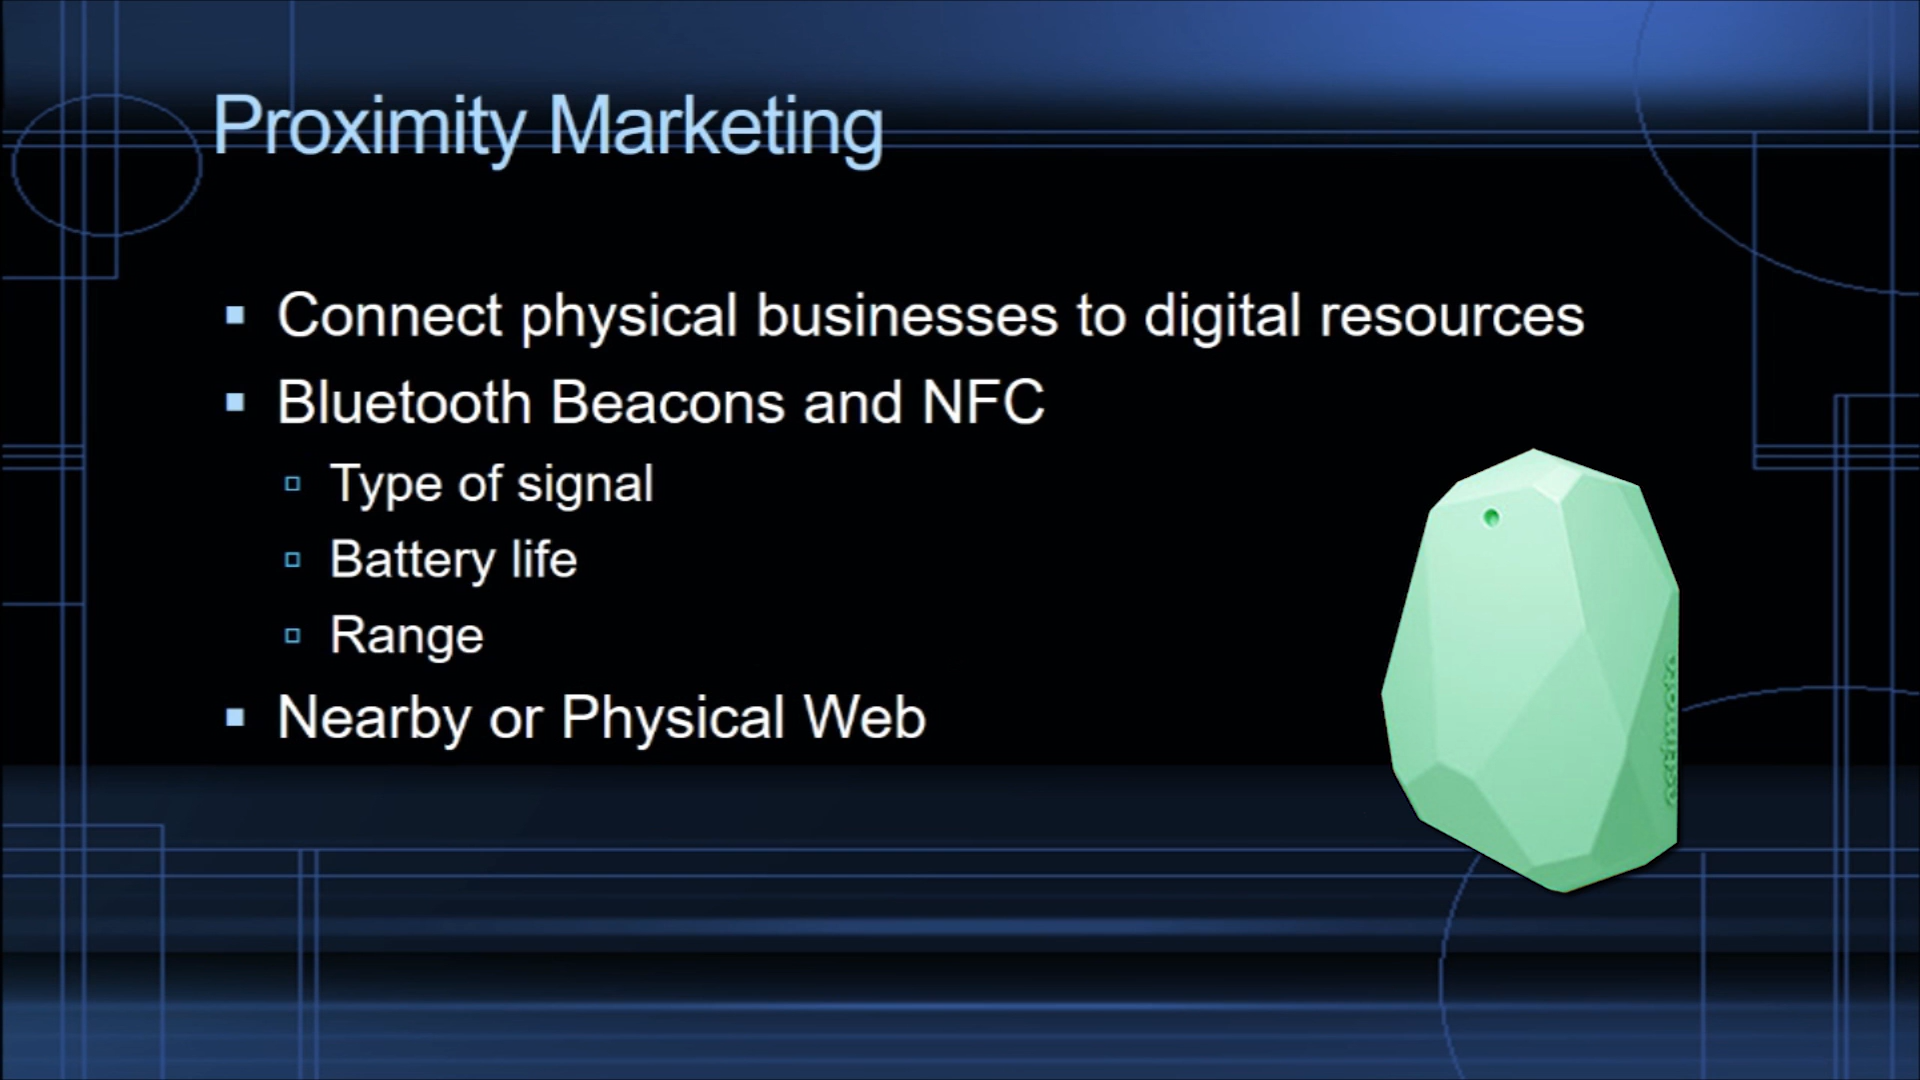 Proximity Marketing
Connect physical businesses to digital resources
Bluetooth Beacons and NFC
Type of signal
Battery life
Range
Nearby or Physical Web
estimote